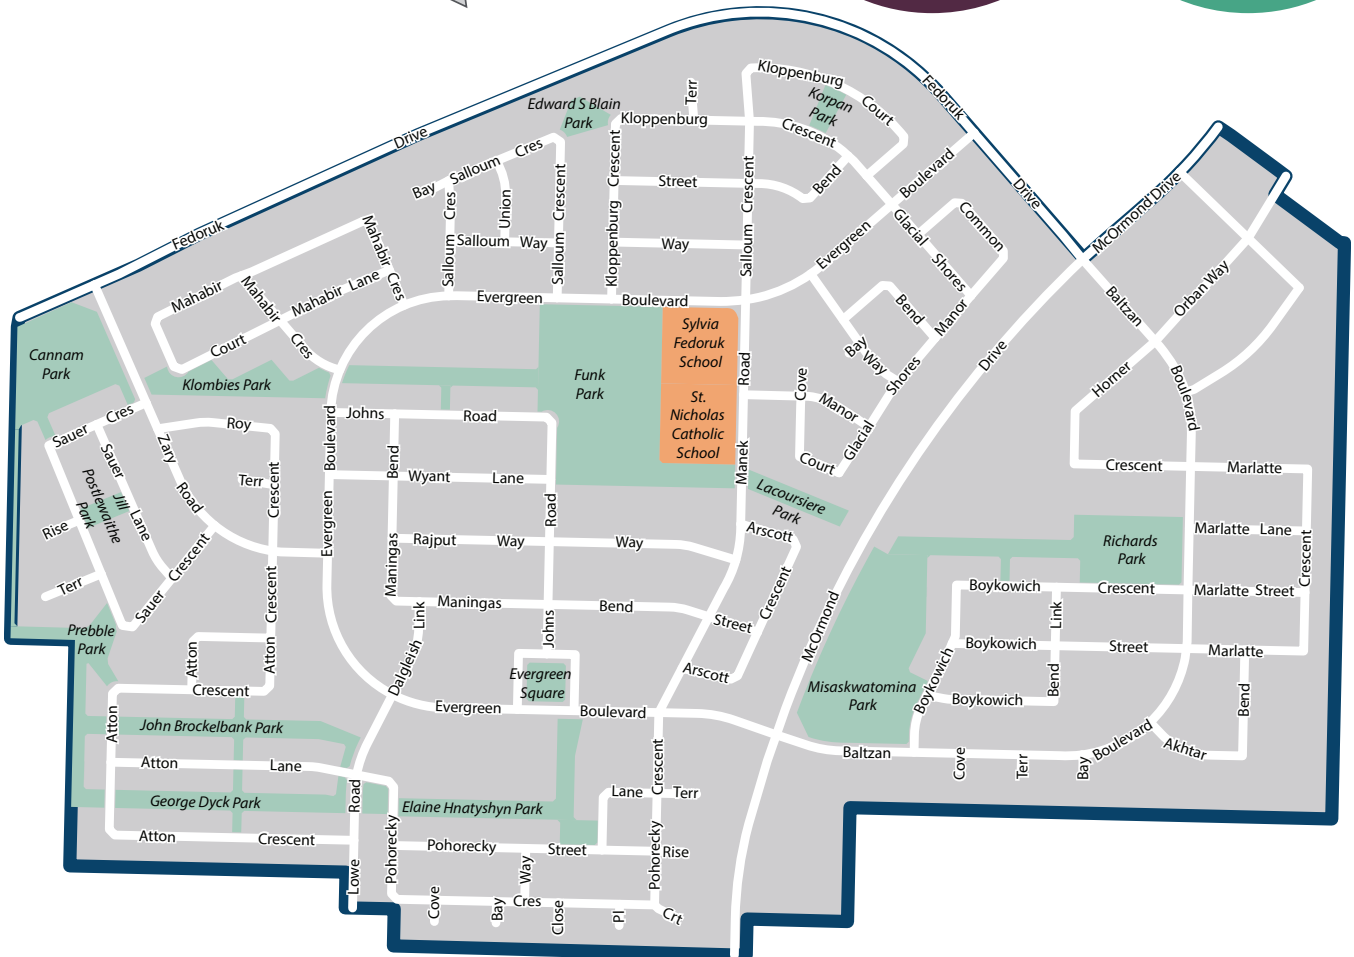 Kloppenburg
Court
Korpan
Park
Fedoruk
Terr
Edward S Blain
Park
Kloppenburg
Crescent
Drive
Bay
Salloum
Cres
Crescent
Street
Bend
Boulevard
Drive
McOrmond Drive
Salloum Cres
Union
Salloum Crescent
Kloppenburg Crescent
Salloum Crescent
Common
Glacial
Shores
Manor
Fedoruk
Mahabir
Cres
Salloum
Way
Way
Evergreen
Orban Way
Mahabir
Mahabir
Cres
Mahabir Lane
Court
Evergreen
Boulevard
Bend
Bay
Way
Shores
Drive
Baltzan
Boulevard
Cannam
Park
Klombies Park
Funk
Park
Sylvia
Fedoruk
School
St.
Nicholas
Catholic
School
Manek
Road
Cove
Manor
Court
Glacial
Horner
Crescent
Marlatte
Sauer
Cres
Roy
Johns
Road
Boulevard
Bend
Zary
Road
Sauer
Lane
Jill
Postlewaithe
Park
Terr
Crescent
Wyant
Lane
Road
Lacoursiere
Park
Rise
Evergreen
Maningas
Rajput
Way
Way
Arscott
Crescent
Richards
Park
Marlatte Lane
Crescent
Terr
Sauer
Crescent
Atton
Crescent
Link
Maningas
Bend
Street
Johns
Boykowich
Crescent
Marlatte Street
Link
Prebble
Park
Atton
Crescent
Dalgleish
Evergreen
Square
Arscott
McOrmond
Misaskwatomina
Park
Boykowich
Boykowich
Street
Marlatte
Boykowich
Bend
Bend
Atton
John Brockelbank Park
Evergreen
Boulevard
Baltzan
Cove
Terr
Bay
Boulevard
Akhtar
Atton
Lane
Road
Crescent
Lane
Terr
George Dyck Park
Elaine Hnatyshyn Park
Atton
Crescent
Lowe
Pohorecky
Pohorecky
Street
Pohorecky
Rise
Way
Cove
Bay
Cres
Close
Pl
Crt